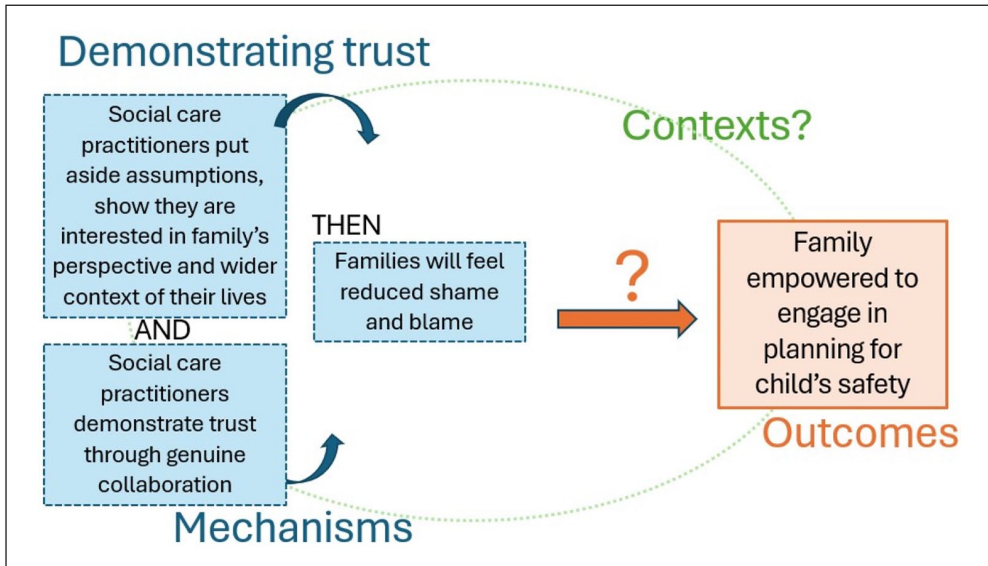 Demonstrating trust
Social care
practitioners put
aside assumptions,
show they are
interested in family's
perspective and wider
context of their lives
AND
Social care
practitioners
demonstrate trust
through genuine
collaboration
Mechanisms
THEN
Families will feel
reduced shame
and blame
Contexts?
?
Family
empowered to
engage in
planning for
child's safety
Outcomes